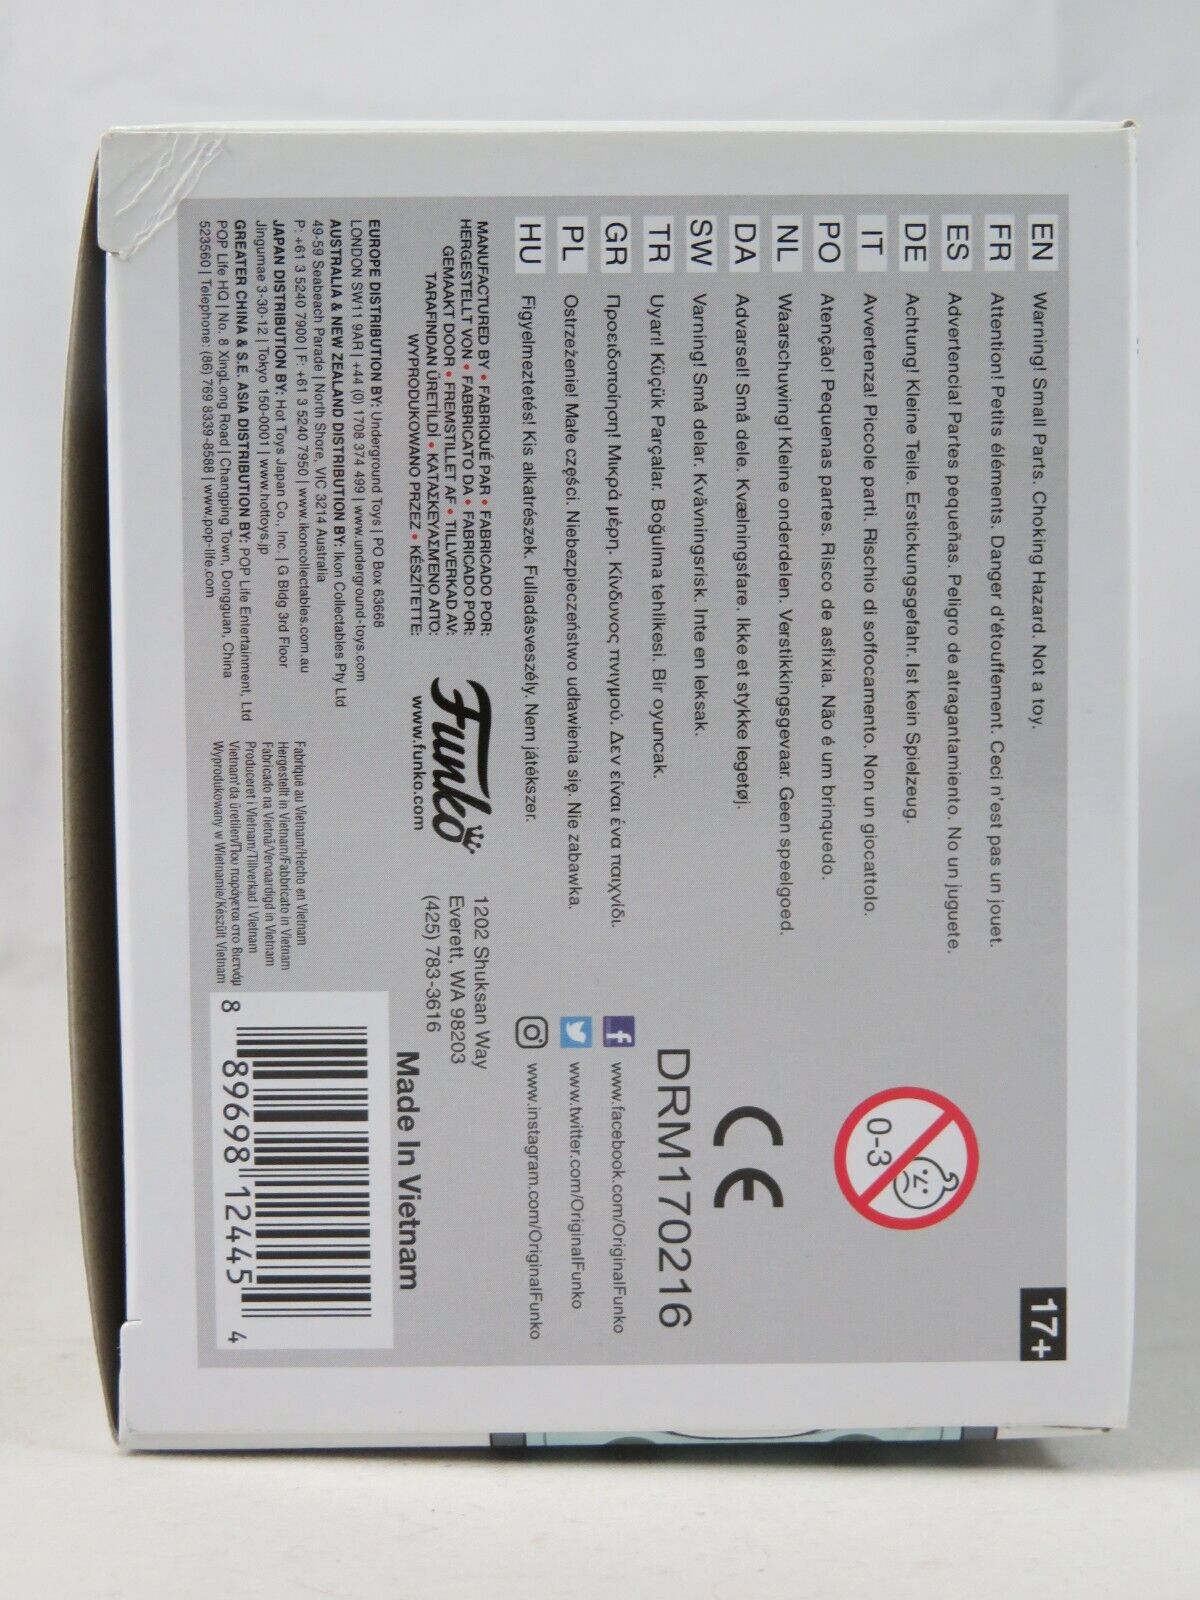 EN Warning! Small Parts. Choking Hazard. Not a toy.
FR Attention! Petits éléments. Danger d'étouffement. Ceci n'est pas un jouet.
ES Advertencia! Partes pequeñas. Peligro de atragantamiento. No un juguete.
DE Achtung! Kleine Teile. Erstickungsgefahr. Ist kein Spielzeug.
IT Avvertenza! Piccole parti. Rischio di soffocamento. Non un giocattolo.
PO Atenção! Pequenas partes. Risco de asfixia. Não é um brinquedo.
NL Waarschuwing! Kleine onderdelen. Verstikkingsgevaar. Geen speelgoed.
DA Advarsel! Små dele. Kvælningsfare. Ikke et stykke legetøj.
SW Varning! Små delar. Kvävningsrisk. Inte en leksak.
TR Uyarı! Küçük Parçalar. Boğulma tehlikesi. Bir oyuncak.
GR Προειδοποίηση! Μικρά μέρη. Κίνδυνος πνιγμού. Δεν είναι ένα παιχνίδι.
PL Ostrzeżenie! Małe części. Niebezpieczeństwo udławienia się. Nie zabawka.
HU Figyelmeztetés! Kis alkatrészek. Fulladásveszély. Nem játékszer.
17+
0-3
CE
DRM170216
www.facebook.com/OriginalFunko
www.twitter.com/OriginalFunko
www.instagram.com/OriginalFunko
MANUFACTURED BY • FABRIQUÉ PAR • FABRICADO POR:
HERGESTELLT VON • FABBRICATO DA • FABRICADO POR:
GEMAAKT DOOR • FREMSTILLET AF • TILLVERKAD AV:
TARAFINDAN ÜRETİLDİ • ΚΑΤΑΣΚΕΥΑΣΜΕΝΟ ΑΠΟ:
WYPRODUKOWANO PRZEZ • KÉSZÍTETTE:
Funko
www.funko.com
1202 Shuksan Way
Everett, WA 98203
(425) 783-3616
Made In Vietnam
EUROPE DISTRIBUTION BY: Underground Toys | PO Box 63668
LONDON SW11 9AR | +44 (0) 1708 374 499 | www.underground-toys.com
AUSTRALIA & NEW ZEALAND DISTRIBUTION BY: Ikon Collectables Pty Ltd
49-59 Seabeach Parade | North Shore, VIC 3214 Australia
P: +61 3 5240 7900 | F: +61 3 5240 7950 | www.ikoncollectables.com.au
JAPAN DISTRIBUTION BY: Hot Toys Japan Co., Inc. | G Bldg 3rd Floor
Jingumae 3-30-12 | Tokyo 150-0001 | www.hottoys.jp
GREATER CHINA & S.E. ASIA DISTRIBUTION BY: POP Life Entertainment, Ltd
POP Life HQ | No. 8 XingLong Road | Changping Town, Dongguan, China
523560 | Telephone: (86) 769 8339-8588 | www.pop-life.com
Fabriqué au Vietnam/Hecho en Vietnam
Hergestellt in Vietnam/Fabbricato in Vietnam
Fabricado na Vietnã/Vervaardigd in Vietnam
Produceret i Vietnam/Tillverkad i Vietnam
Vietnam'da üretilen/Που παράγεται στο Βιετνάμ
Wyprodukowany w Wietnamie/Készült Vietnam
8 89698 12445 4